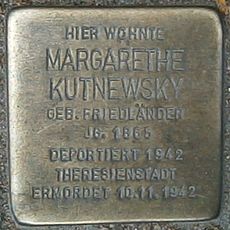 HIER WOHNTE
MARGARETHE
KUTNEWSKY
GEB. FRIEDLÄNDER
JG. 1865
DEPORTIERT 1942
THERESIENSTADT
ERMORDET 10.11.1942